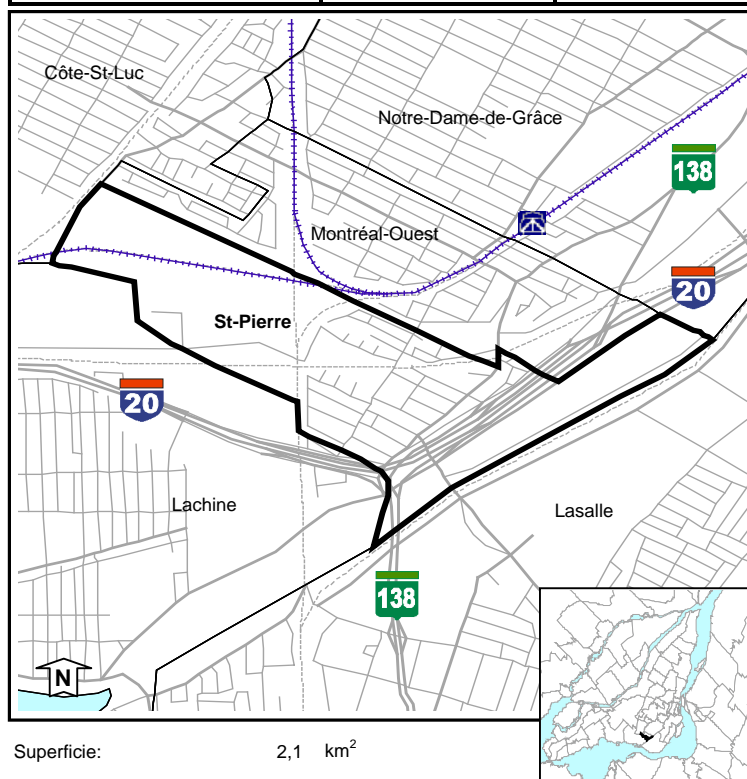 Côte-St-Luc
Notre-Dame-de-Grâce
138
Montréal-Ouest
20
St-Pierre
20
Lachine
Lasalle
138
N
Superficie: 2,1 km²